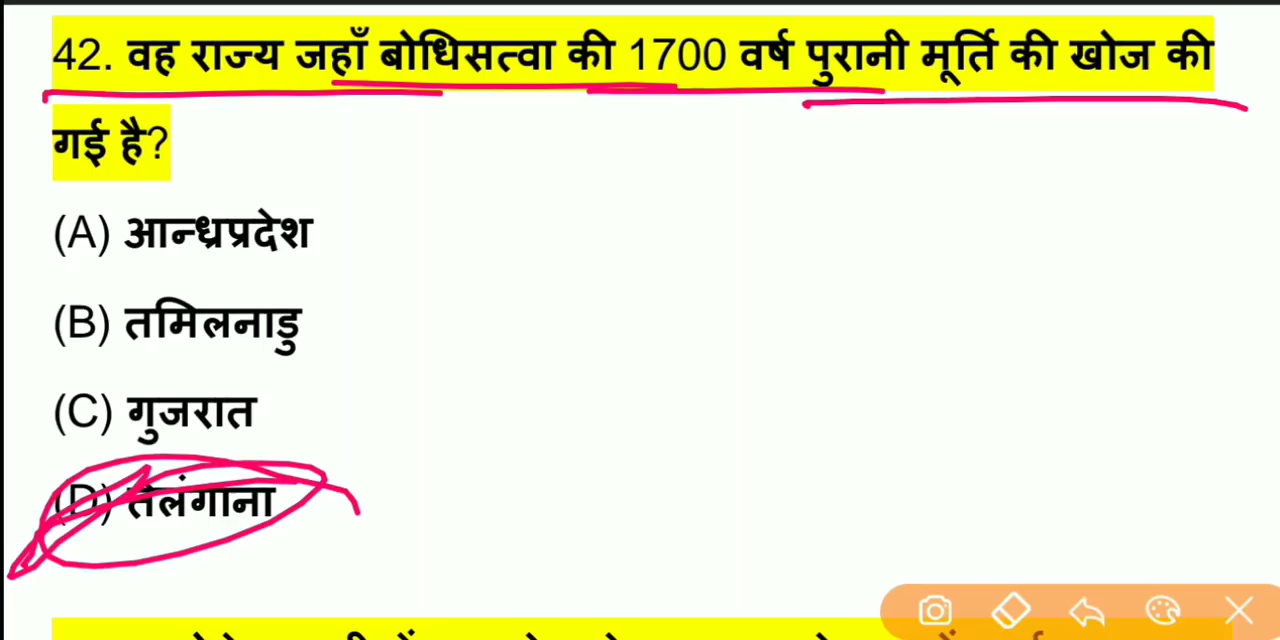 42. वह राज्य जहाँ बोधिसत्वा की 1700 वर्ष पुरानी मूर्ति की खोज की
गई है?
(A) आन्ध्रप्रदेश
(B) तमिलनाडु
(C) गुजरात
(D) तेलंगाना